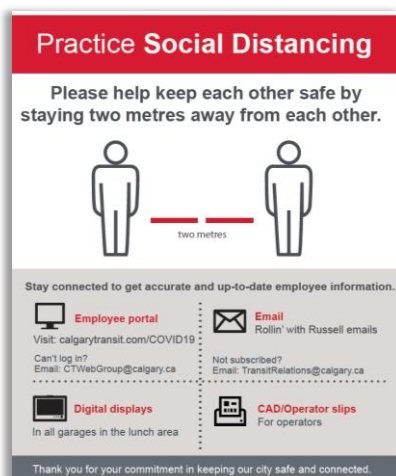 Practice Social Distancing
Please help keep each other safe by
staying two metres away from each other.
two metres
Stay connected to get accurate and up-to-date employee information.
Employee portal
Visit: calgarytransit.com/COVID19
Can't log in?
Email: CTWebGroup@calgary.ca
Email
Rollin' with Russell emails
Not subscribed?
Email: TransitRelations@calgary.ca
Digital displays
In all garages in the lunch area
CAD/Operator slips
For operators
Thank you for your commitment in keeping our city safe and connected.